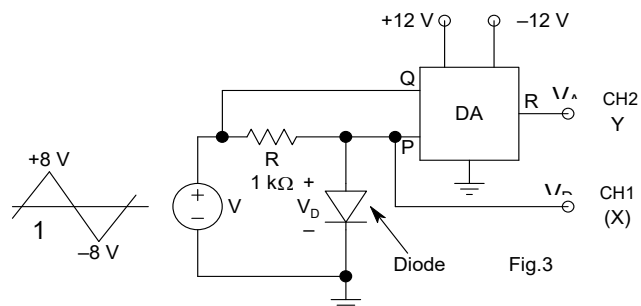 +12 V –12 V
Q
DA
R
CH2
Y
P
+8 V
R
1 kΩ
+
V_D
–
+
–
V
1
–8 V
CH1
(X)
Diode
Fig.3